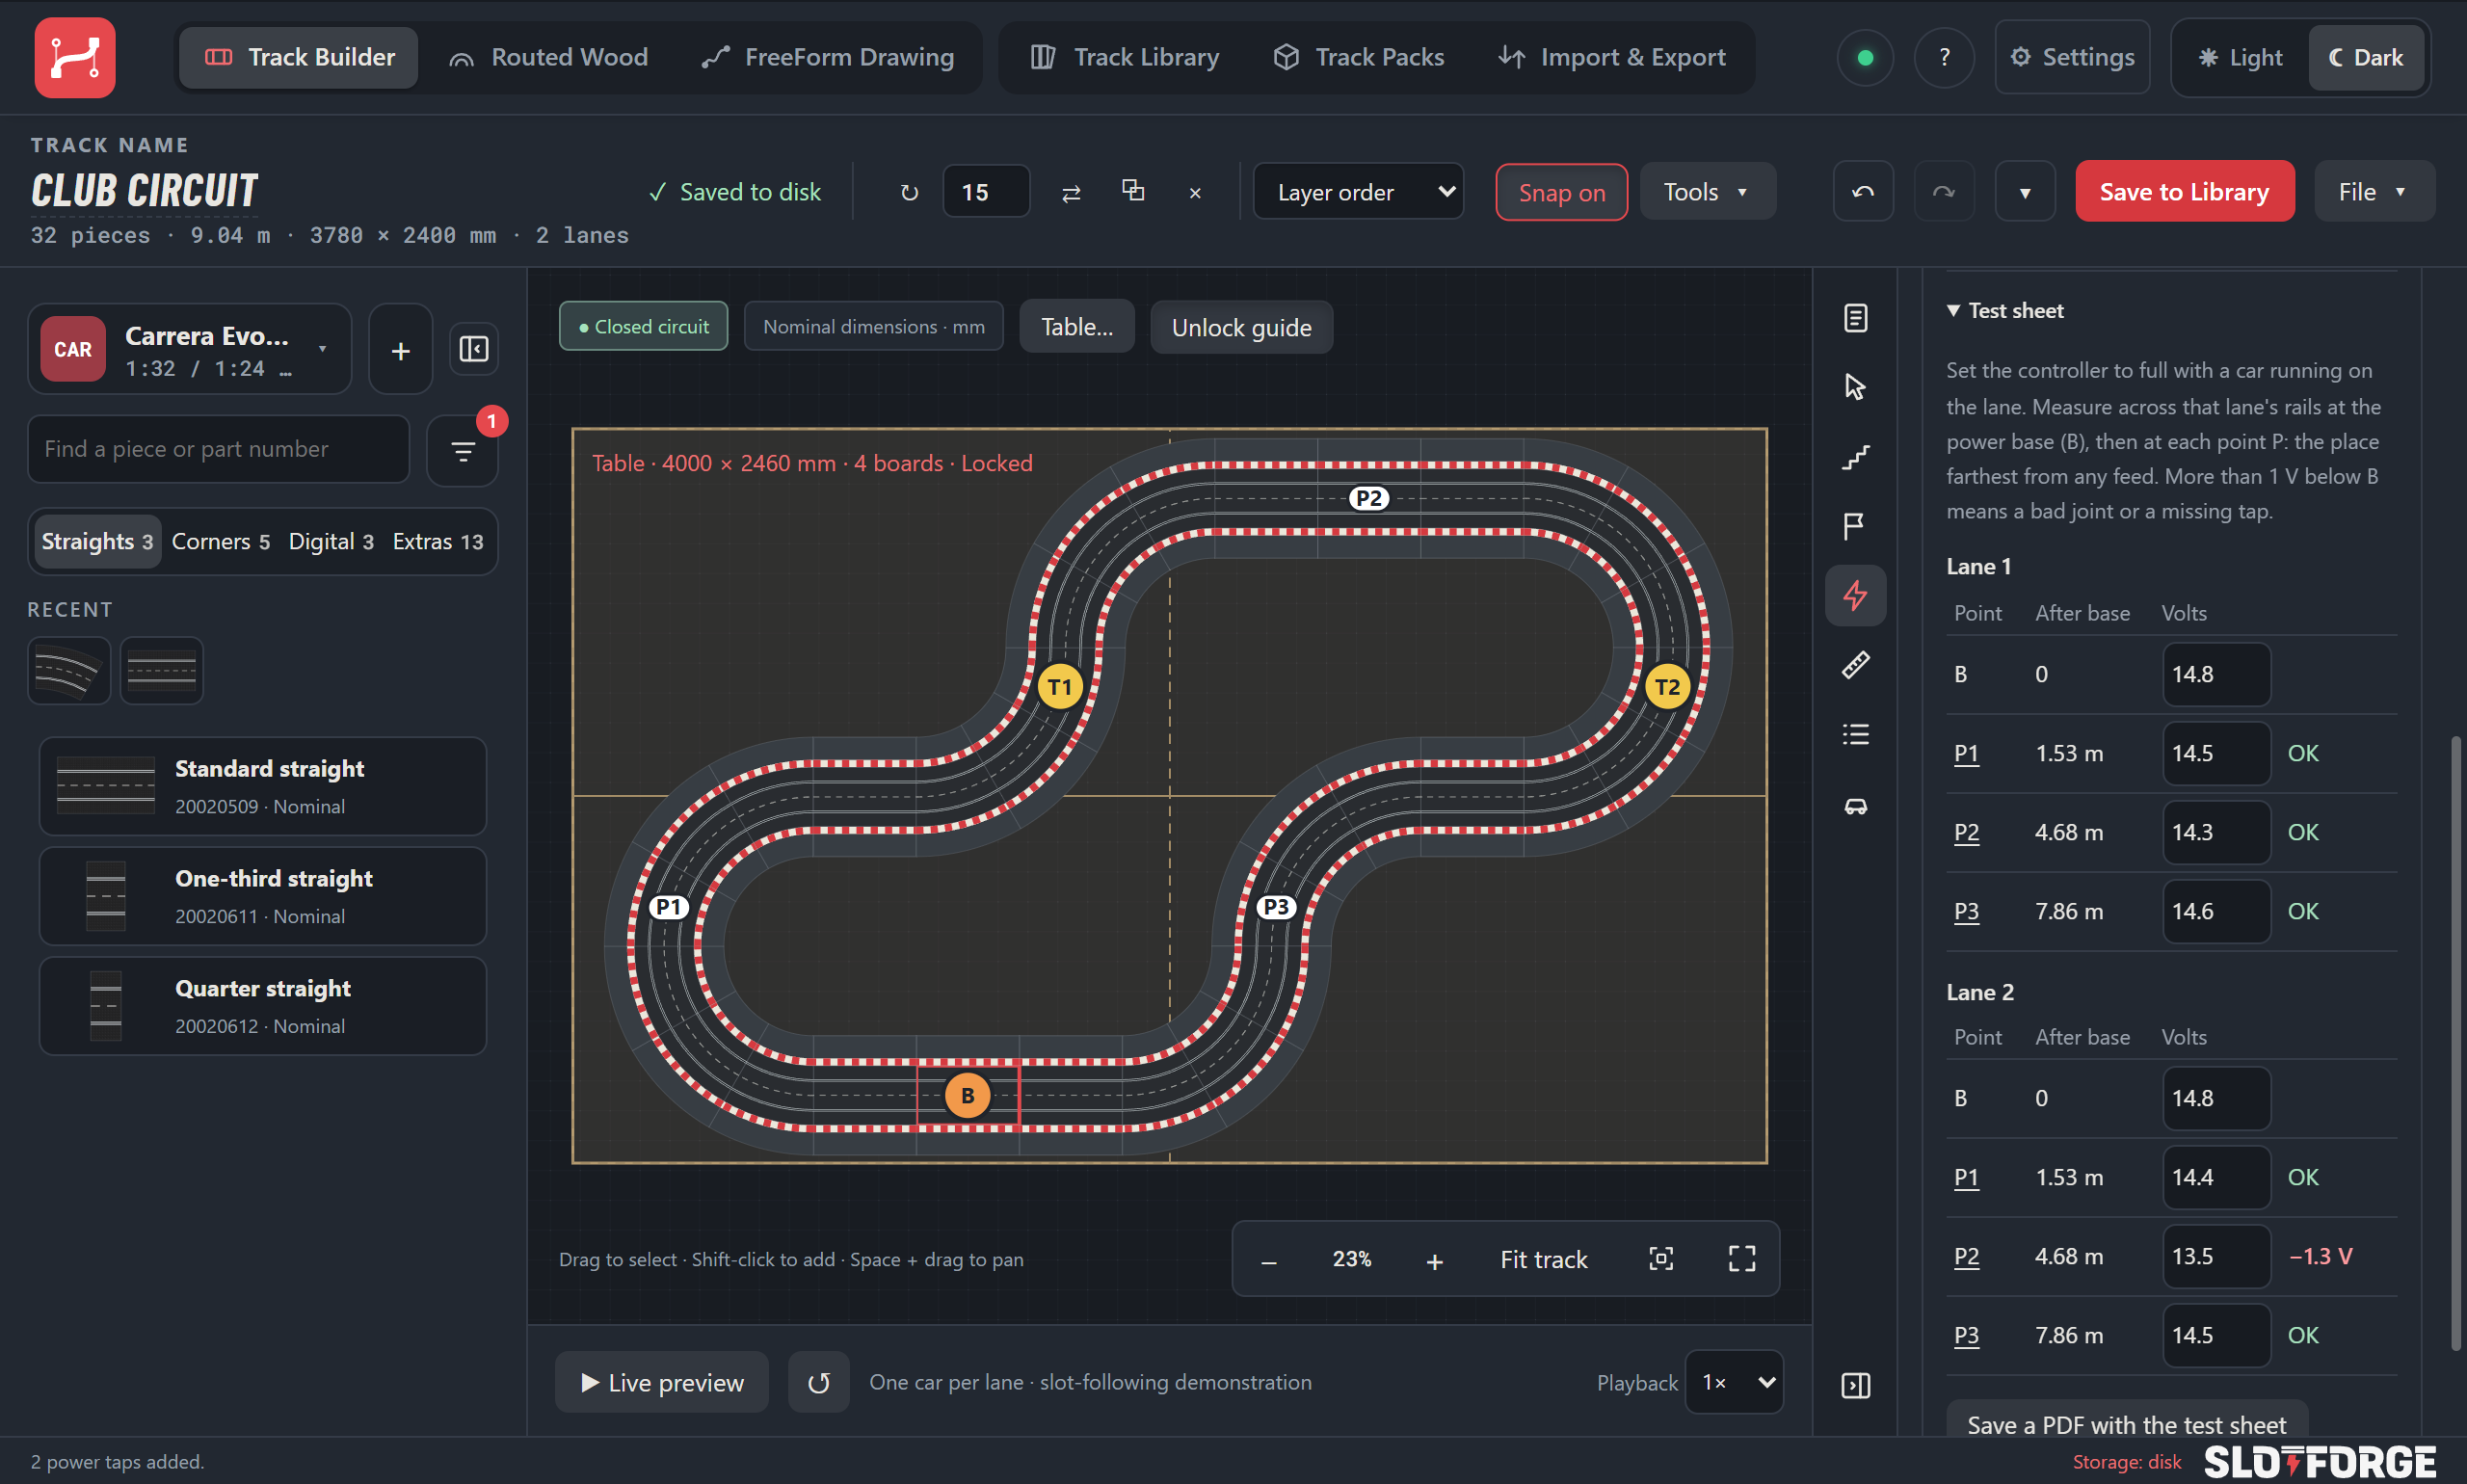 Track Builder
Routed Wood
FreeForm Drawing
Track Library
Track Packs
Import & Export
?
Settings
Light
Dark
TRACK NAME
CLUB CIRCUIT
32 pieces · 9.04 m · 3780 × 2400 mm · 2 lanes
✓ Saved to disk
15
Layer order
Snap on
Tools
Save to Library
File
CAR
Carrera Evo...
1:32 / 1:24 …
+
Find a piece or part number
1
Straights 3
Corners 5
Digital 3
Extras 13
RECENT
Standard straight
20020509 · Nominal
One-third straight
20020611 · Nominal
Quarter straight
20020612 · Nominal
Closed circuit
Nominal dimensions · mm
Table...
Unlock guide
Table · 4000 × 2460 mm · 4 boards · Locked
P2
T1
T2
P1
P3
B
Drag to select · Shift-click to add · Space + drag to pan
–
23%
+
Fit track
Live preview
One car per lane · slot-following demonstration
Playback
1×
Test sheet
Set the controller to full with a car running on
the lane. Measure across that lane's rails at the
power base (B), then at each point P: the place
farthest from any feed. More than 1 V below B
means a bad joint or a missing tap.
Lane 1
Point After base Volts
B 0 14.8
P1 1.53 m 14.5 OK
P2 4.68 m 14.3 OK
P3 7.86 m 14.6 OK
Lane 2
Point After base Volts
B 0 14.8
P1 1.53 m 14.4 OK
P2 4.68 m 13.5 −1.3 V
P3 7.86 m 14.5 OK
Save a PDF with the test sheet
2 power taps added.
Storage: disk
SLOTFORGE